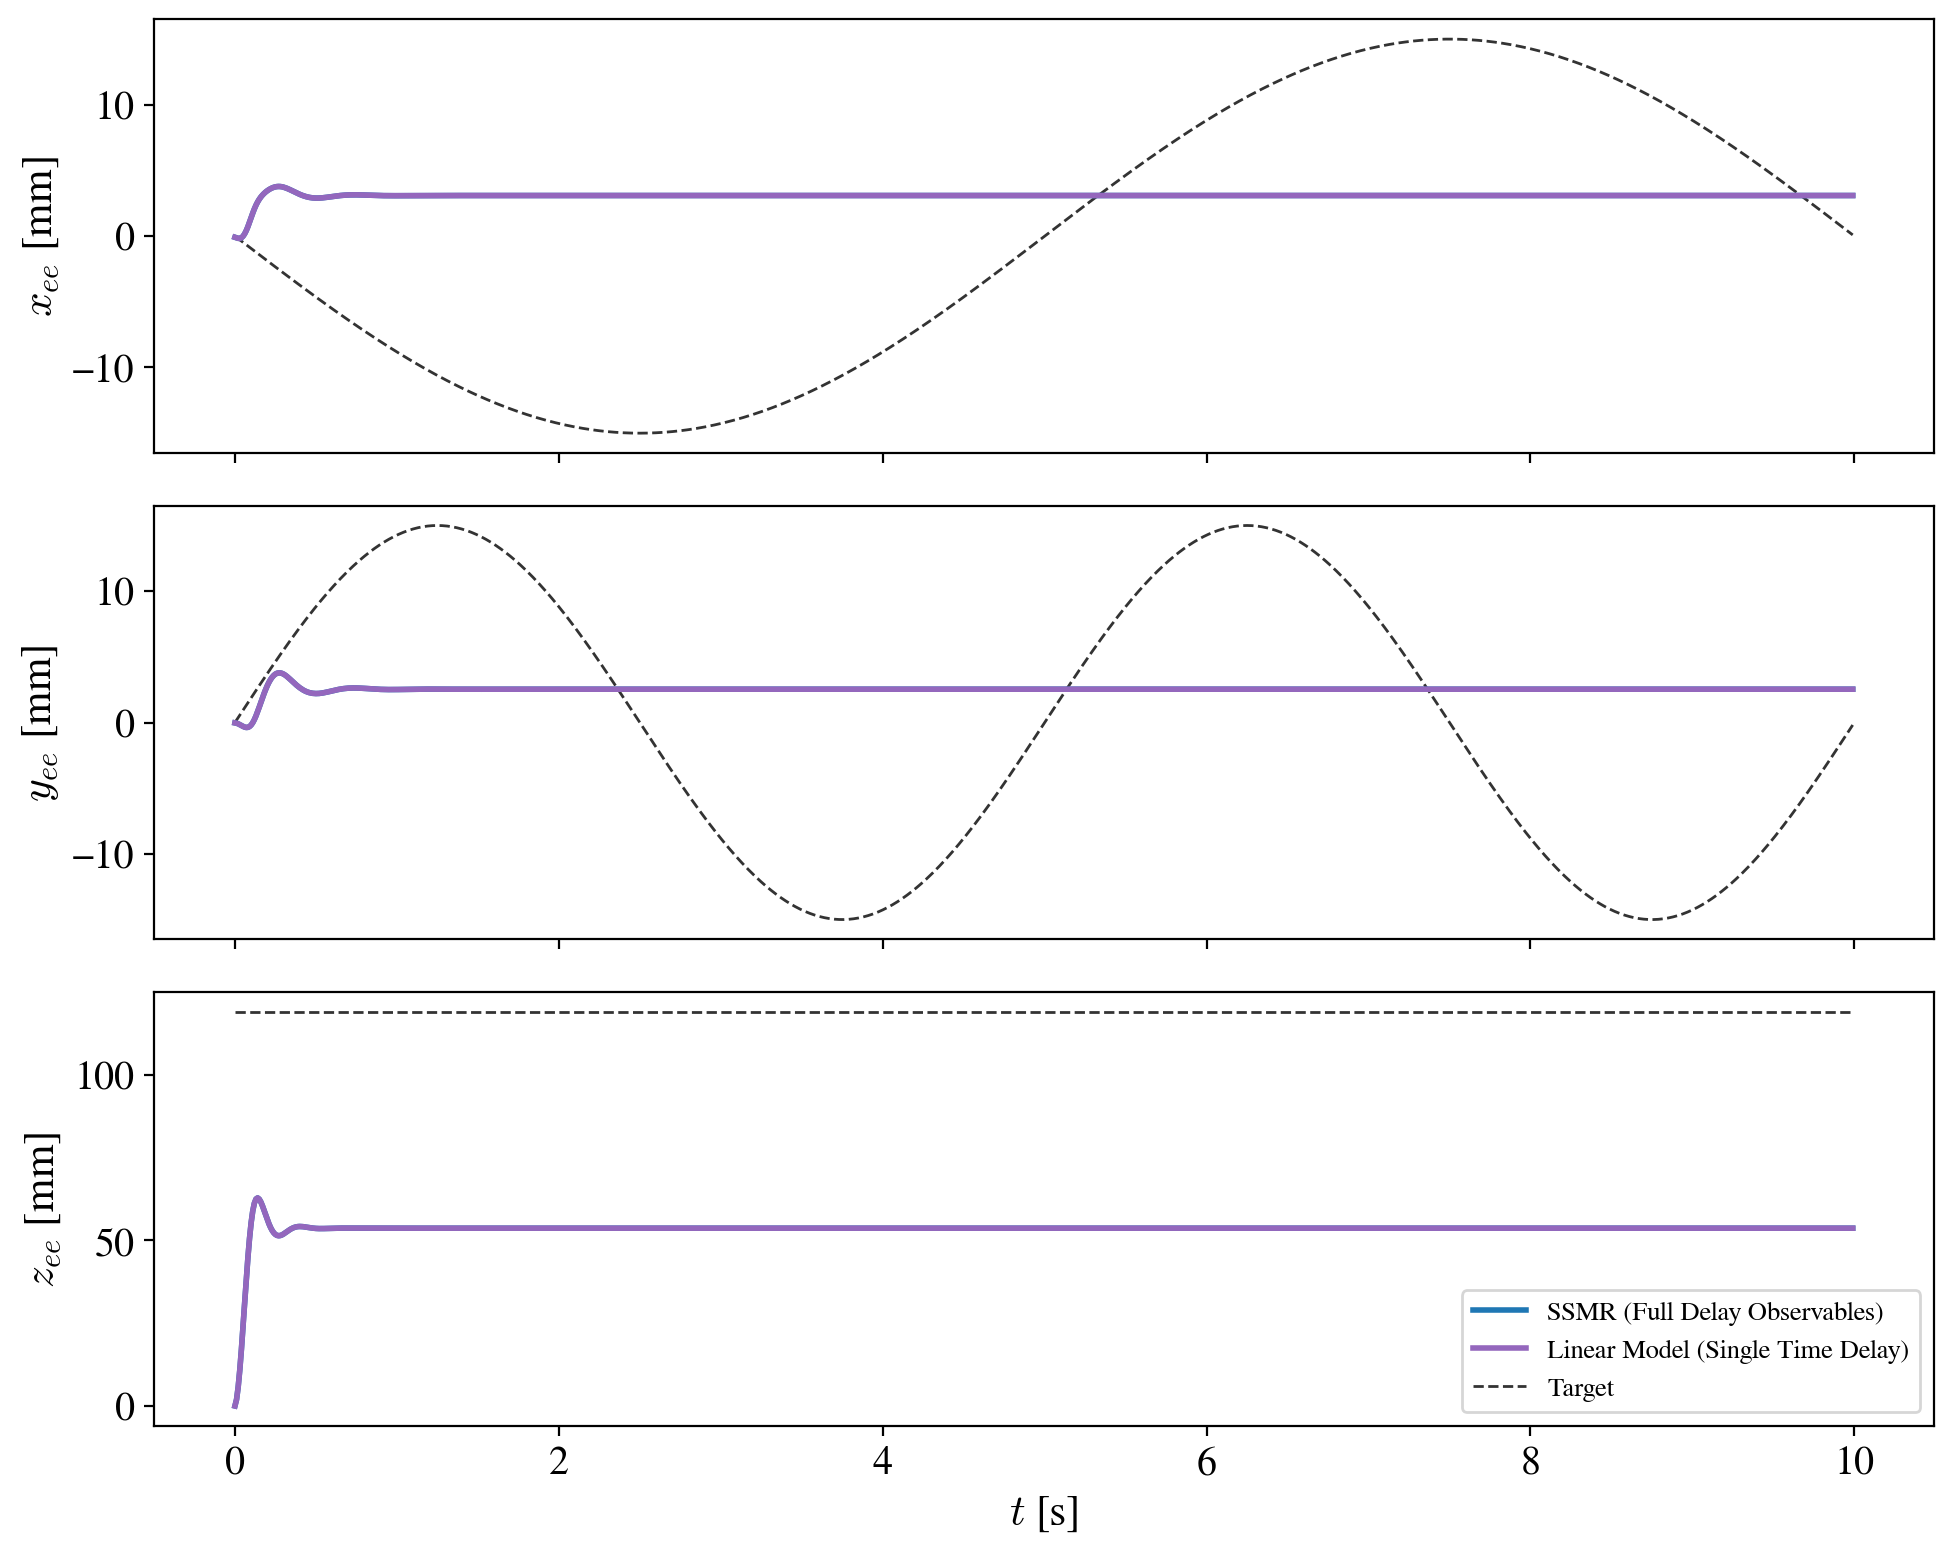 10
0
−10
x_ee [mm]
10
0
−10
y_ee [mm]
100
50
0
z_ee [mm]
SSMR (Full Delay Observables)
Linear Model (Single Time Delay)
Target
0 2 4 6 8 10
t [s]